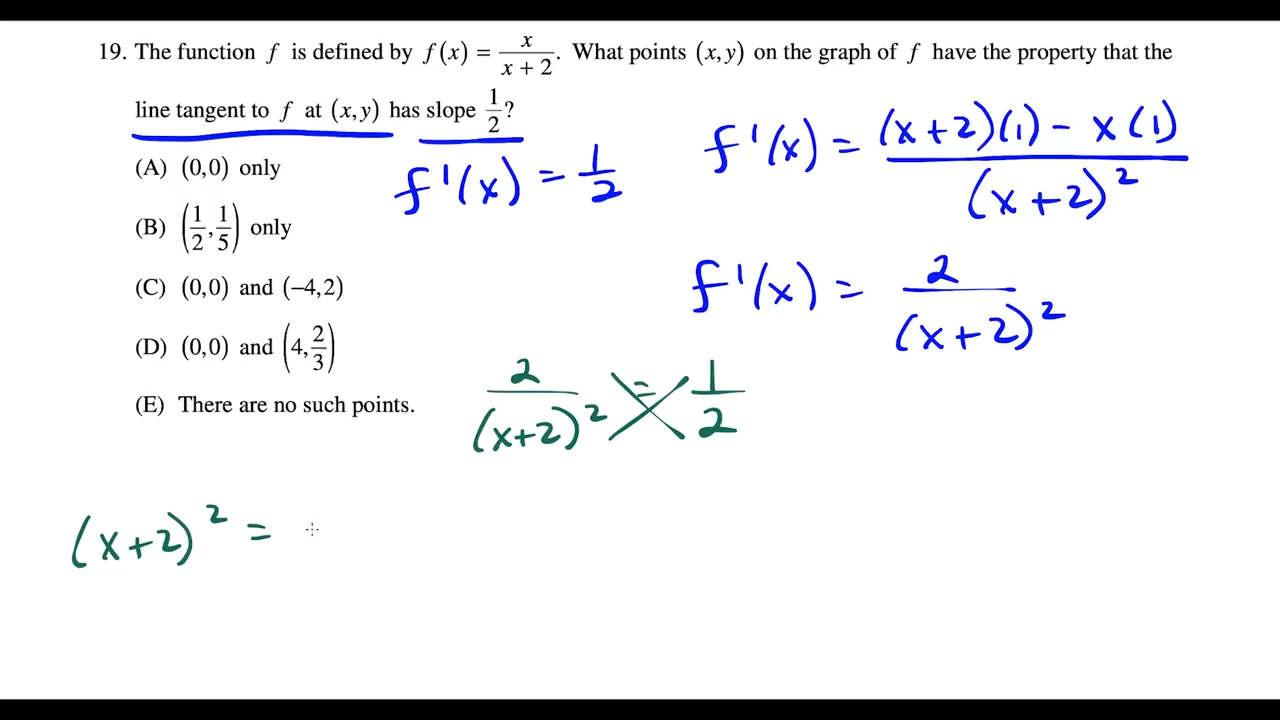 19. The function f is defined by f(x) = x/(x + 2). What points (x, y) on the graph of f have the property that the
line tangent to f at (x, y) has slope 1/2?
(A) (0,0) only
(B) (1/2, 1/5) only
(C) (0,0) and (−4,2)
(D) (0,0) and (4, 2/3)
(E) There are no such points.
f'(x) = 1/2
f'(x) = ((x+2)(1) - x(1))/(x+2)²
f'(x) = 2/(x+2)²
2/(x+2)² = 1/2
(x+2)² =